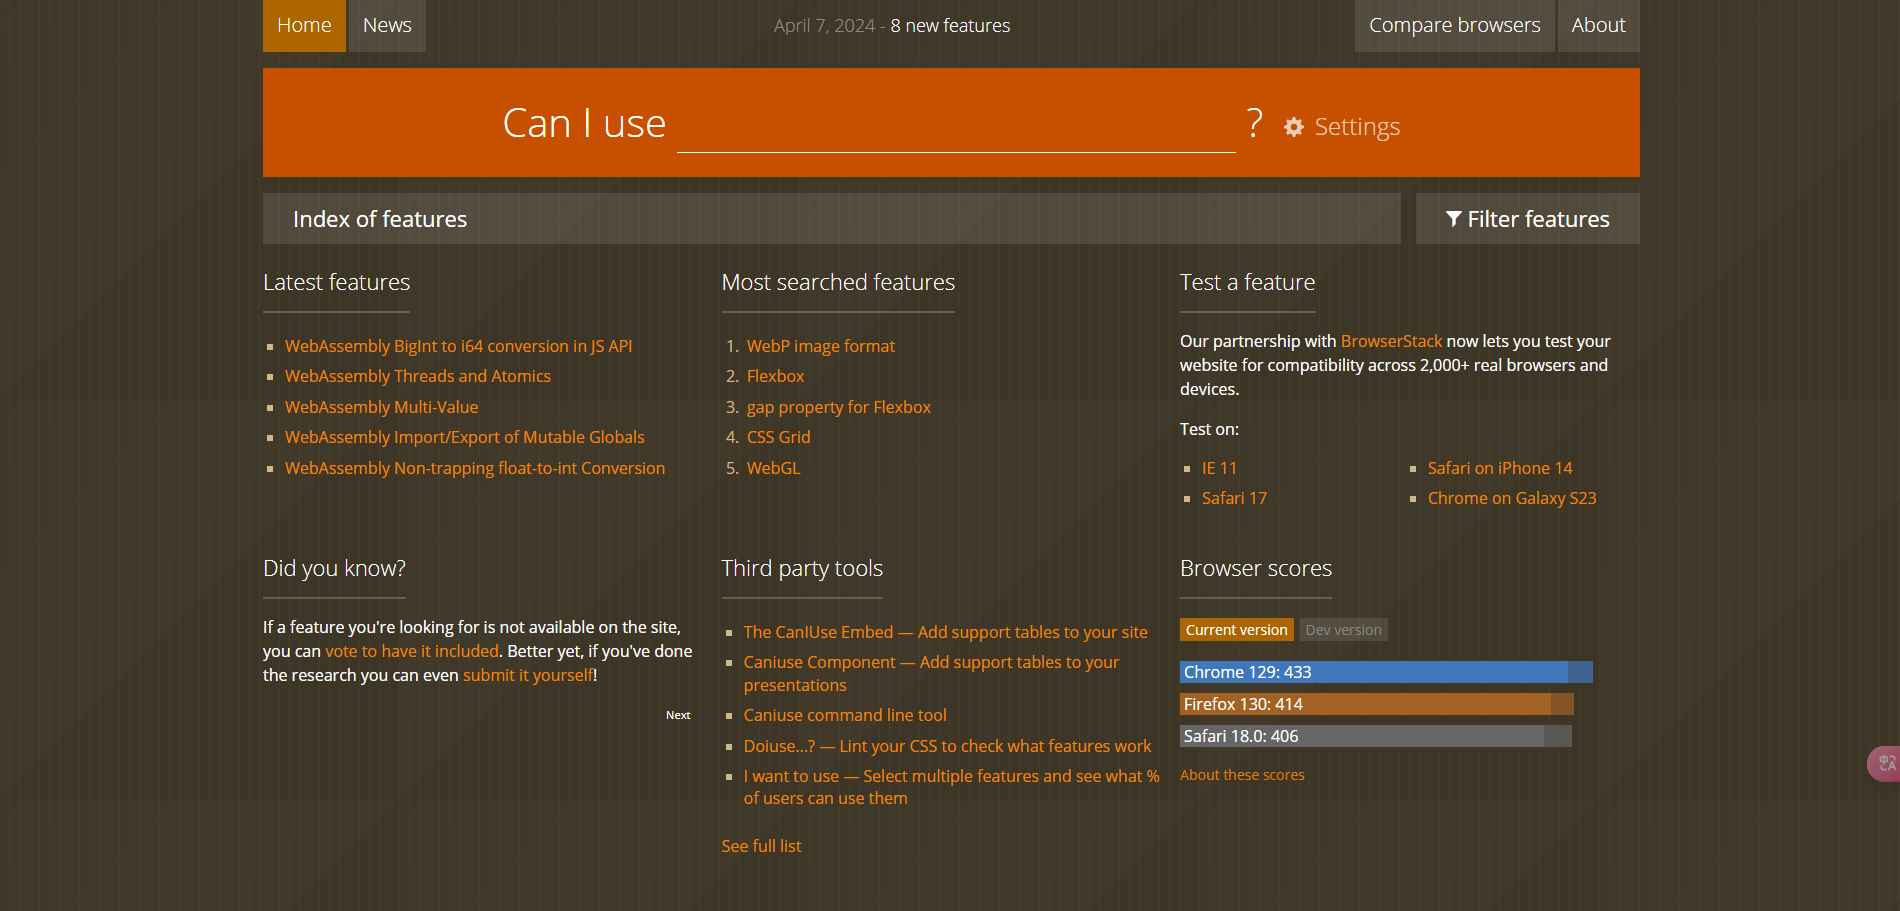 Home
News
April 7, 2024 - 8 new features
Compare browsers
About
Can I use
?
Settings
Index of features
Filter features
Latest features
WebAssembly BigInt to i64 conversion in JS API
WebAssembly Threads and Atomics
WebAssembly Multi-Value
WebAssembly Import/Export of Mutable Globals
WebAssembly Non-trapping float-to-int Conversion
Most searched features
1. WebP image format
2. Flexbox
3. gap property for Flexbox
4. CSS Grid
5. WebGL
Test a feature
Our partnership with BrowserStack now lets you test your
website for compatibility across 2,000+ real browsers and
devices.
Test on:
IE 11
Safari 17
Safari on iPhone 14
Chrome on Galaxy S23
Did you know?
If a feature you're looking for is not available on the site,
you can vote to have it included. Better yet, if you've done
the research you can even submit it yourself!
Next
Third party tools
The CanIUse Embed — Add support tables to your site
Caniuse Component — Add support tables to your
presentations
Caniuse command line tool
Doiuse...? — Lint your CSS to check what features work
I want to use — Select multiple features and see what %
of users can use them
See full list
Browser scores
Current version
Dev version
Chrome 129: 433
Firefox 130: 414
Safari 18.0: 406
About these scores
中
A